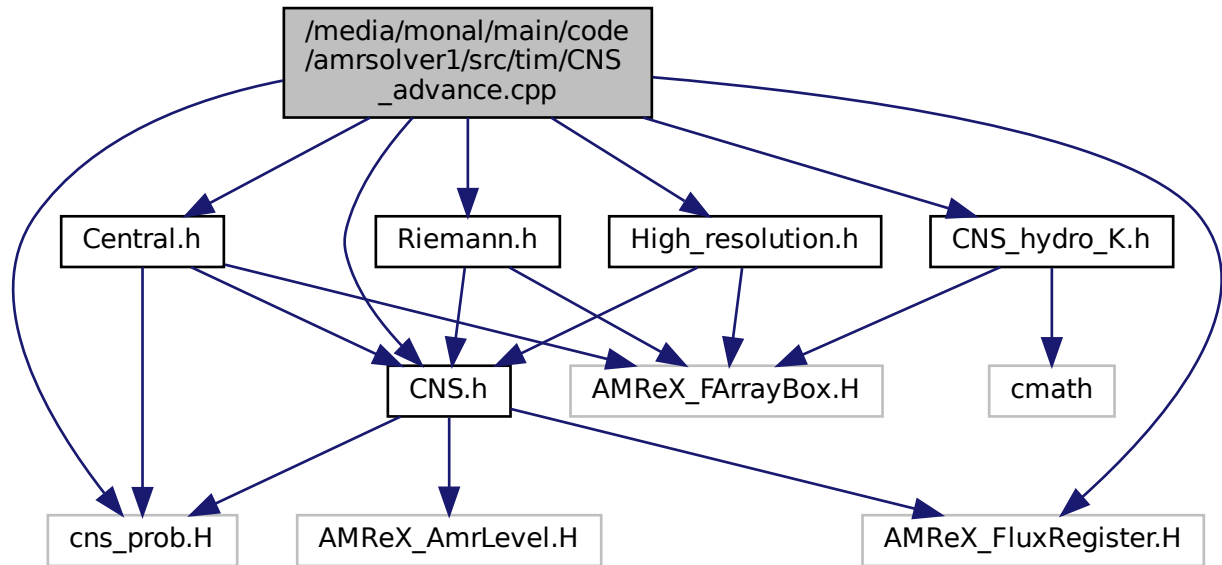 /media/monal/main/code
/amrsolver1/src/tim/CNS
_advance.cpp
Central.h
Riemann.h
High_resolution.h
CNS_hydro_K.h
CNS.h
AMReX_FArrayBox.H
cmath
cns_prob.H
AMReX_AmrLevel.H
AMReX_FluxRegister.H